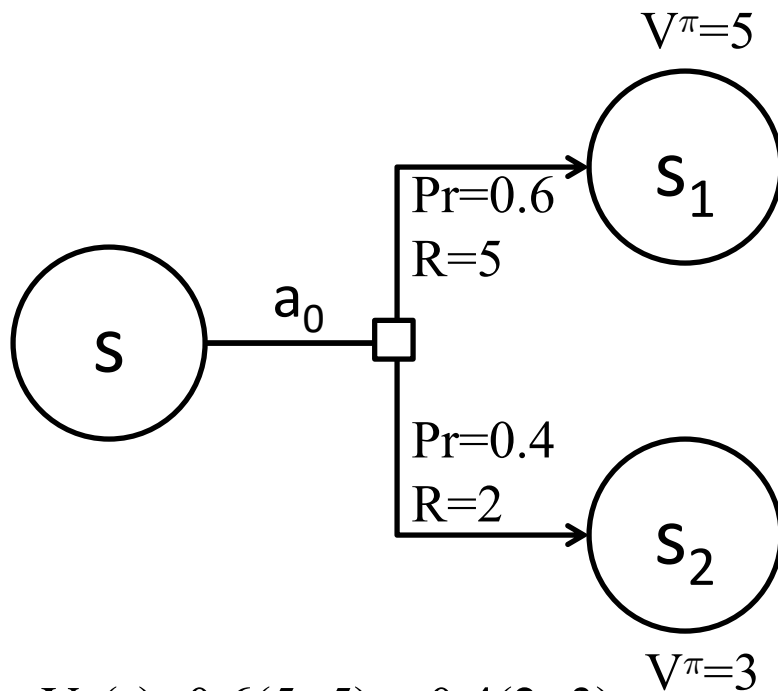 V^π=5
s₁
Pr=0.6
R=5
a₀
s
Pr=0.4
R=2
s₂
V^π=3